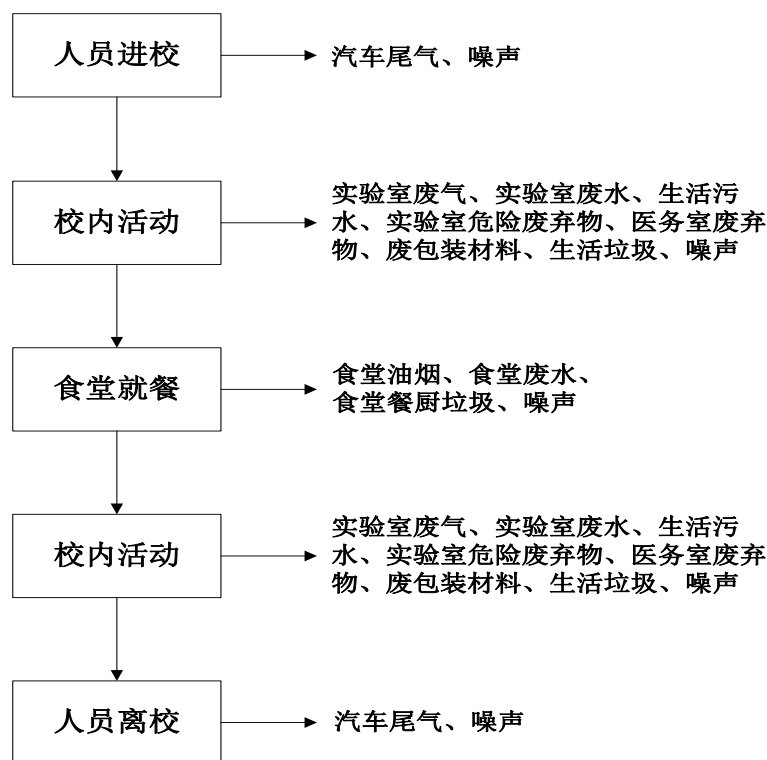 人员进校
汽车尾气、噪声
校内活动
实验室废气、实验室废水、生活污
水、实验室危险废弃物、医务室废弃
物、废包装材料、生活垃圾、噪声
食堂就餐
食堂油烟、食堂废水、
食堂餐厨垃圾、噪声
校内活动
实验室废气、实验室废水、生活污
水、实验室危险废弃物、医务室废弃
物、废包装材料、生活垃圾、噪声
人员离校
汽车尾气、噪声